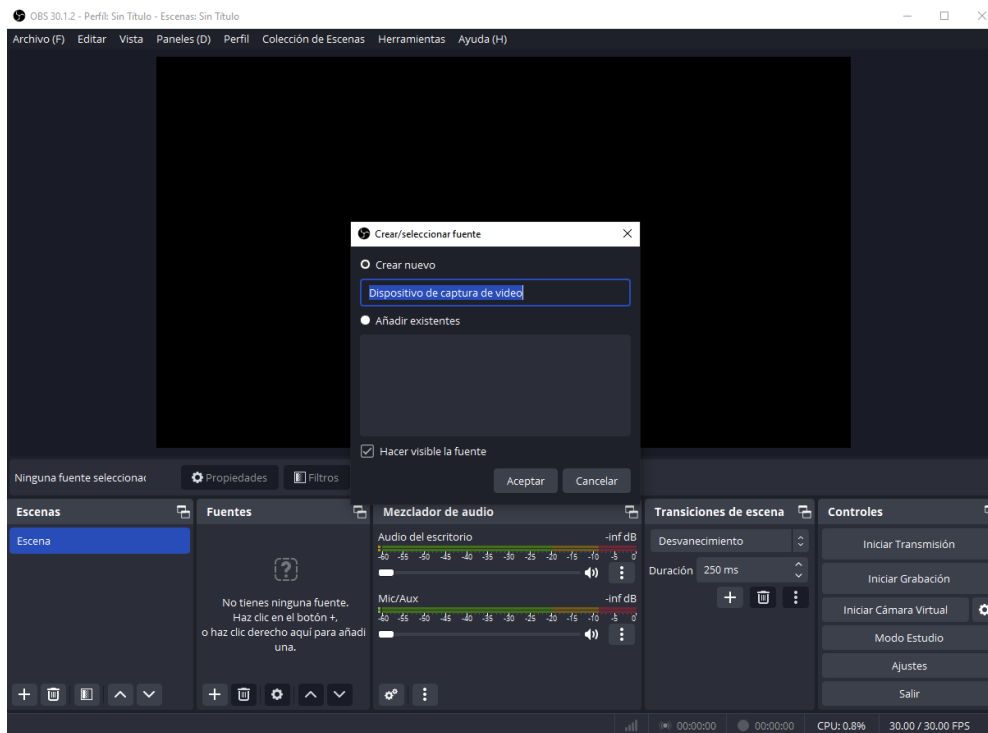 OBS 30.1.2 - Perfil: Sin Título - Escenas: Sin Título
Archivo (F) Editar Vista Paneles (D) Perfil Colección de Escenas Herramientas Ayuda (H)
Crear/seleccionar fuente
Crear nuevo
Dispositivo de captura de video
Añadir existentes
Hacer visible la fuente
Aceptar Cancelar
Ninguna fuente seleccionac Propiedades Filtros
Escenas
Escena
Fuentes
No tienes ninguna fuente.
Haz clic en el botón +,
o haz clic derecho aquí para añadi
una.
Mezclador de audio
Audio del escritorio -inf dB
-60 -55 -50 -45 -40 -35 -30 -25 -20 -15 -10 -5 0
Mic/Aux -inf dB
-60 -55 -50 -45 -40 -35 -30 -25 -20 -15 -10 -5 0
Transiciones de escena
Desvanecimiento
Duración 250 ms
Controles
Iniciar Transmisión
Iniciar Grabación
Iniciar Cámara Virtual
Modo Estudio
Ajustes
Salir
00:00:00 00:00:00 CPU: 0.8% 30.00 / 30.00 FPS